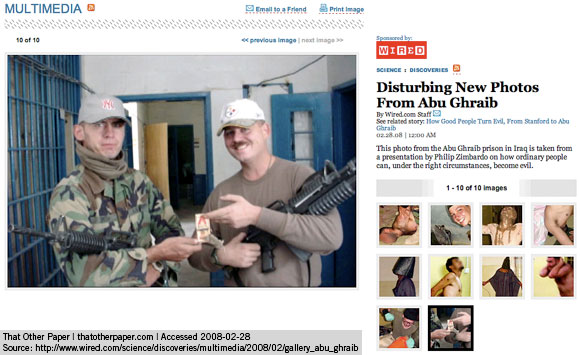 MULTIMEDIA
Email to a Friend
Print Image
10 of 10
<< previous image | next image >>
Sponsored by:
WIRED
SCIENCE : DISCOVERIES
Disturbing New Photos
From Abu Ghraib
By Wired.com Staff
See related story: How Good People Turn Evil, From Stanford to Abu
Ghraib
02.28.08 | 12:00 AM
This photo from the Abu Ghraib prison in Iraq is taken from
a presentation by Philip Zimbardo on how ordinary people
can, under the right circumstances, become evil.
1 - 10 of 10 images
That Other Paper | thatotherpaper.com | Accessed 2008-02-28
Source: http://www.wired.com/science/discoveries/multimedia/2008/02/gallery_abu_ghraib